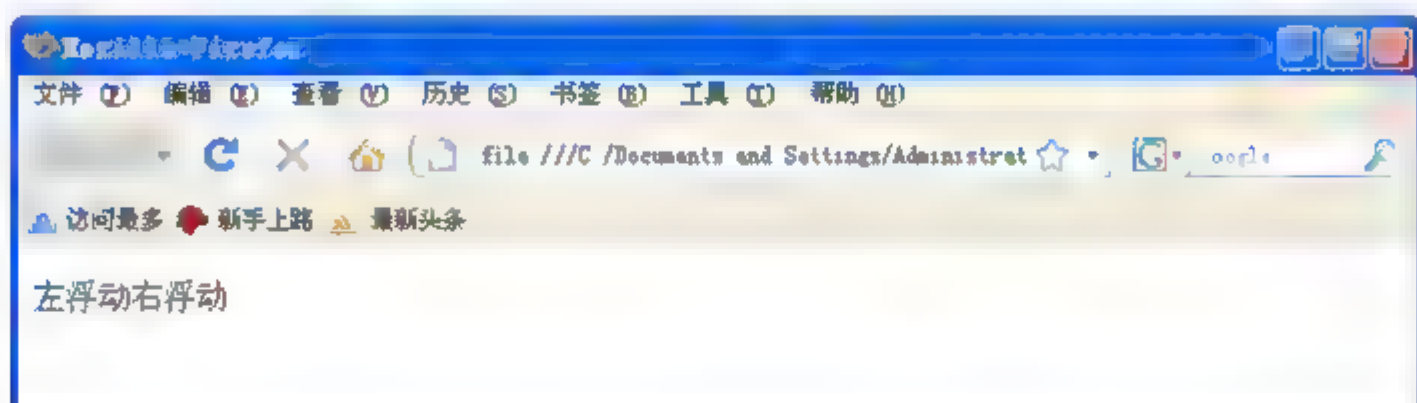 文件 (F) 编辑 (E) 查看 (V) 历史 (S) 书签 (B) 工具 (T) 帮助 (H)
file ///C /Documents and Settings/Administrat oogle
访问最多 新手上路 最新头条
左浮动右浮动